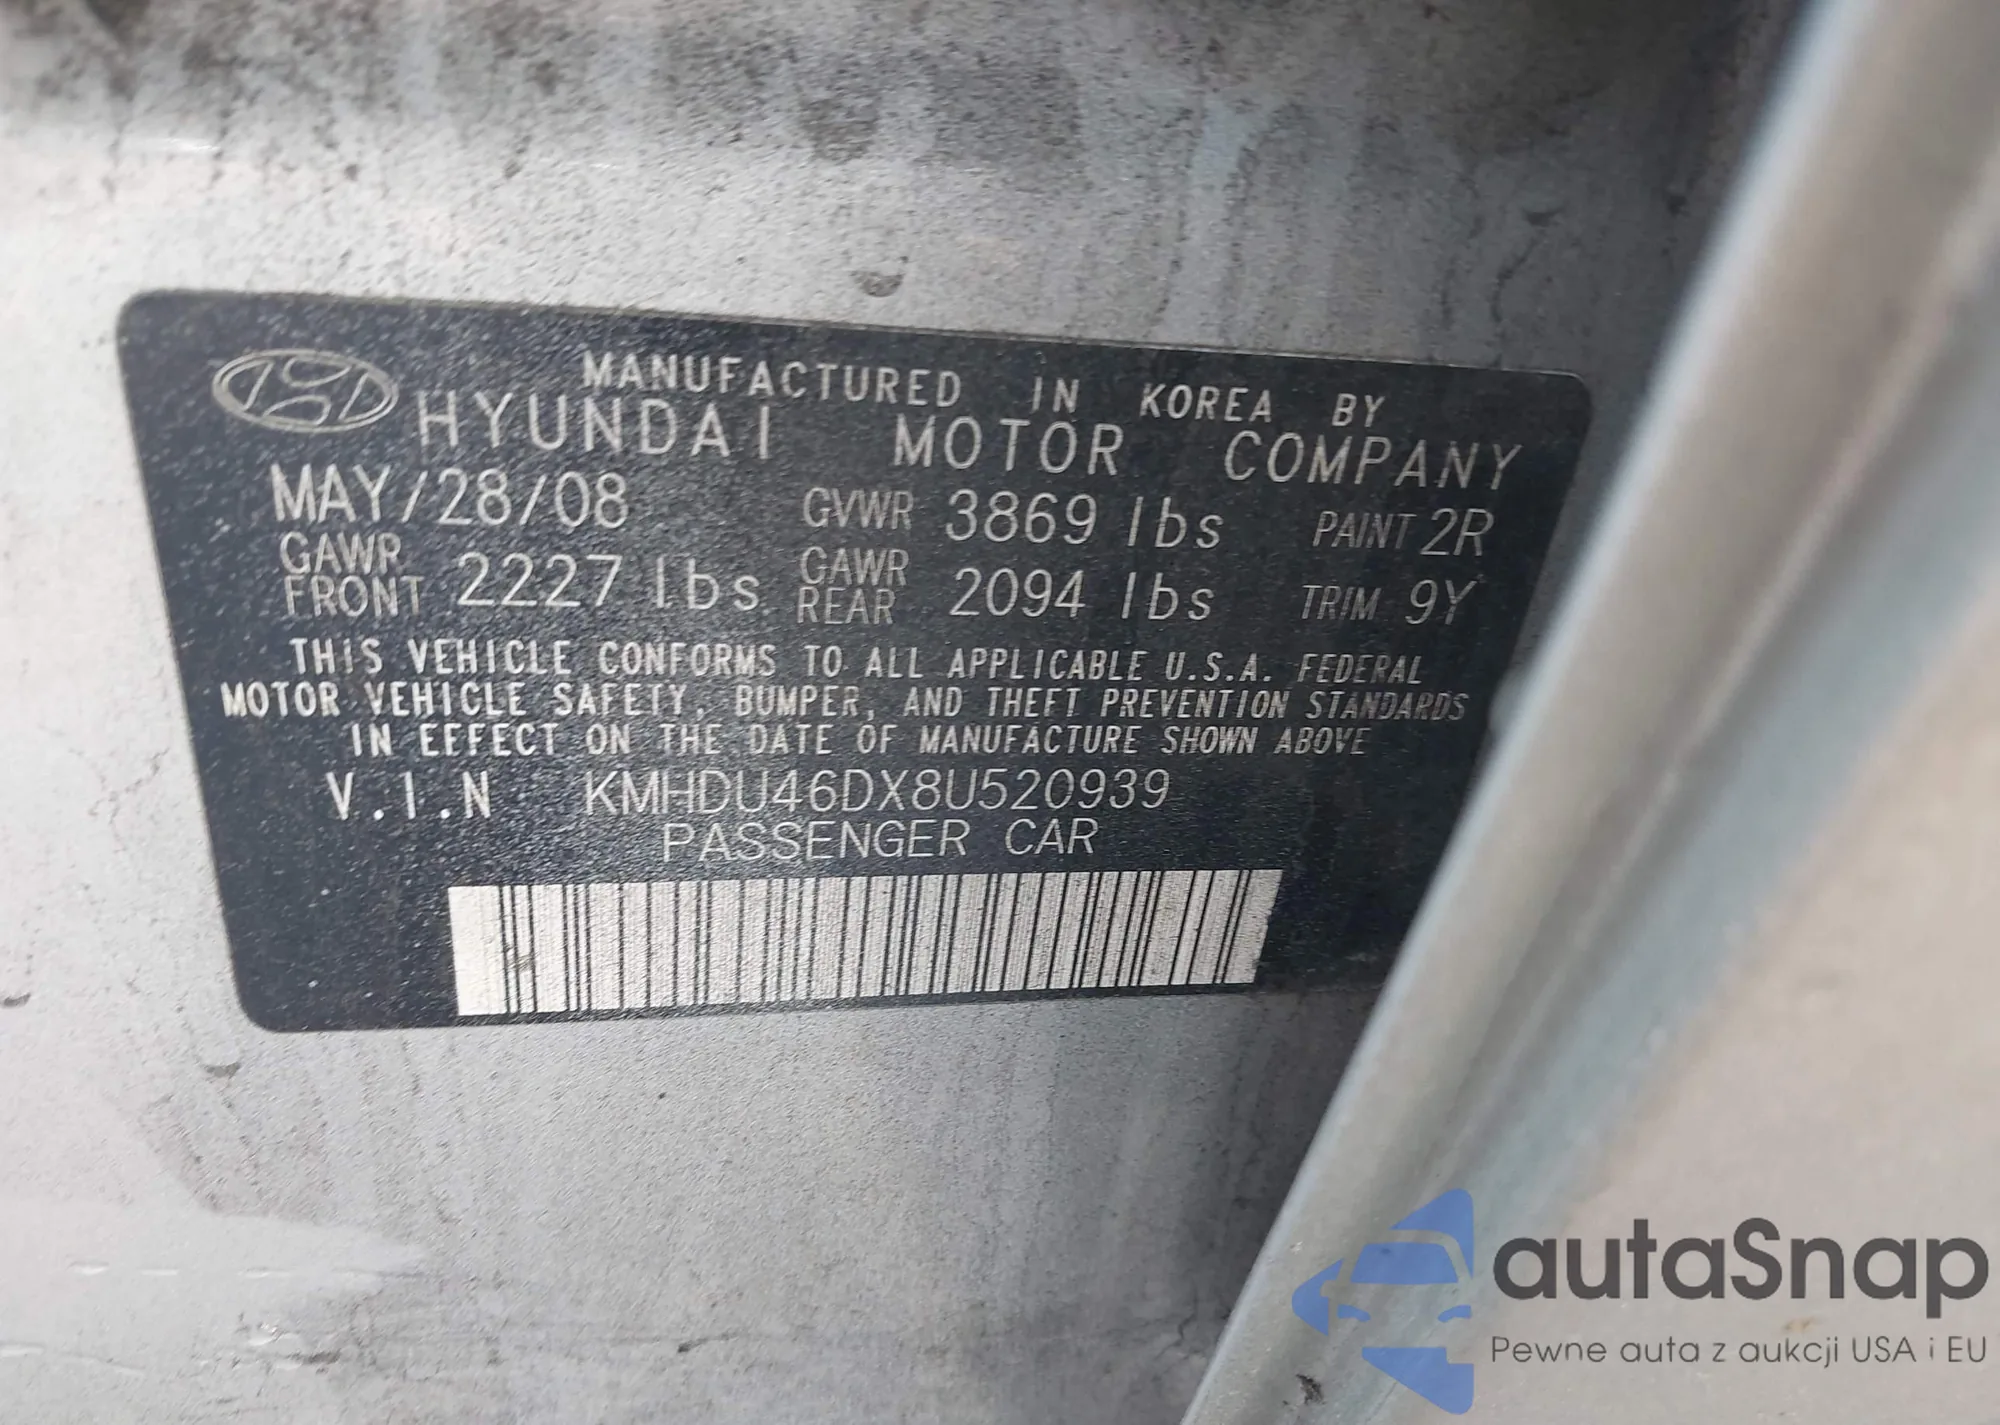 MANUFACTURED IN KOREA BY
HYUNDAI MOTOR COMPANY
MAY/28/08 GVWR 3869 lbs PAINT 2R
GAWR FRONT 2227 lbs GAWR REAR 2094 lbs TRIM 9Y
THIS VEHICLE CONFORMS TO ALL APPLICABLE U.S.A. FEDERAL
MOTOR VEHICLE SAFETY, BUMPER, AND THEFT PREVENTION STANDARDS
IN EFFECT ON THE DATE OF MANUFACTURE SHOWN ABOVE
V.I.N KMHDU46DX8U520939
PASSENGER CAR
autaSnap
Pewne auta z aukcji USA i EU